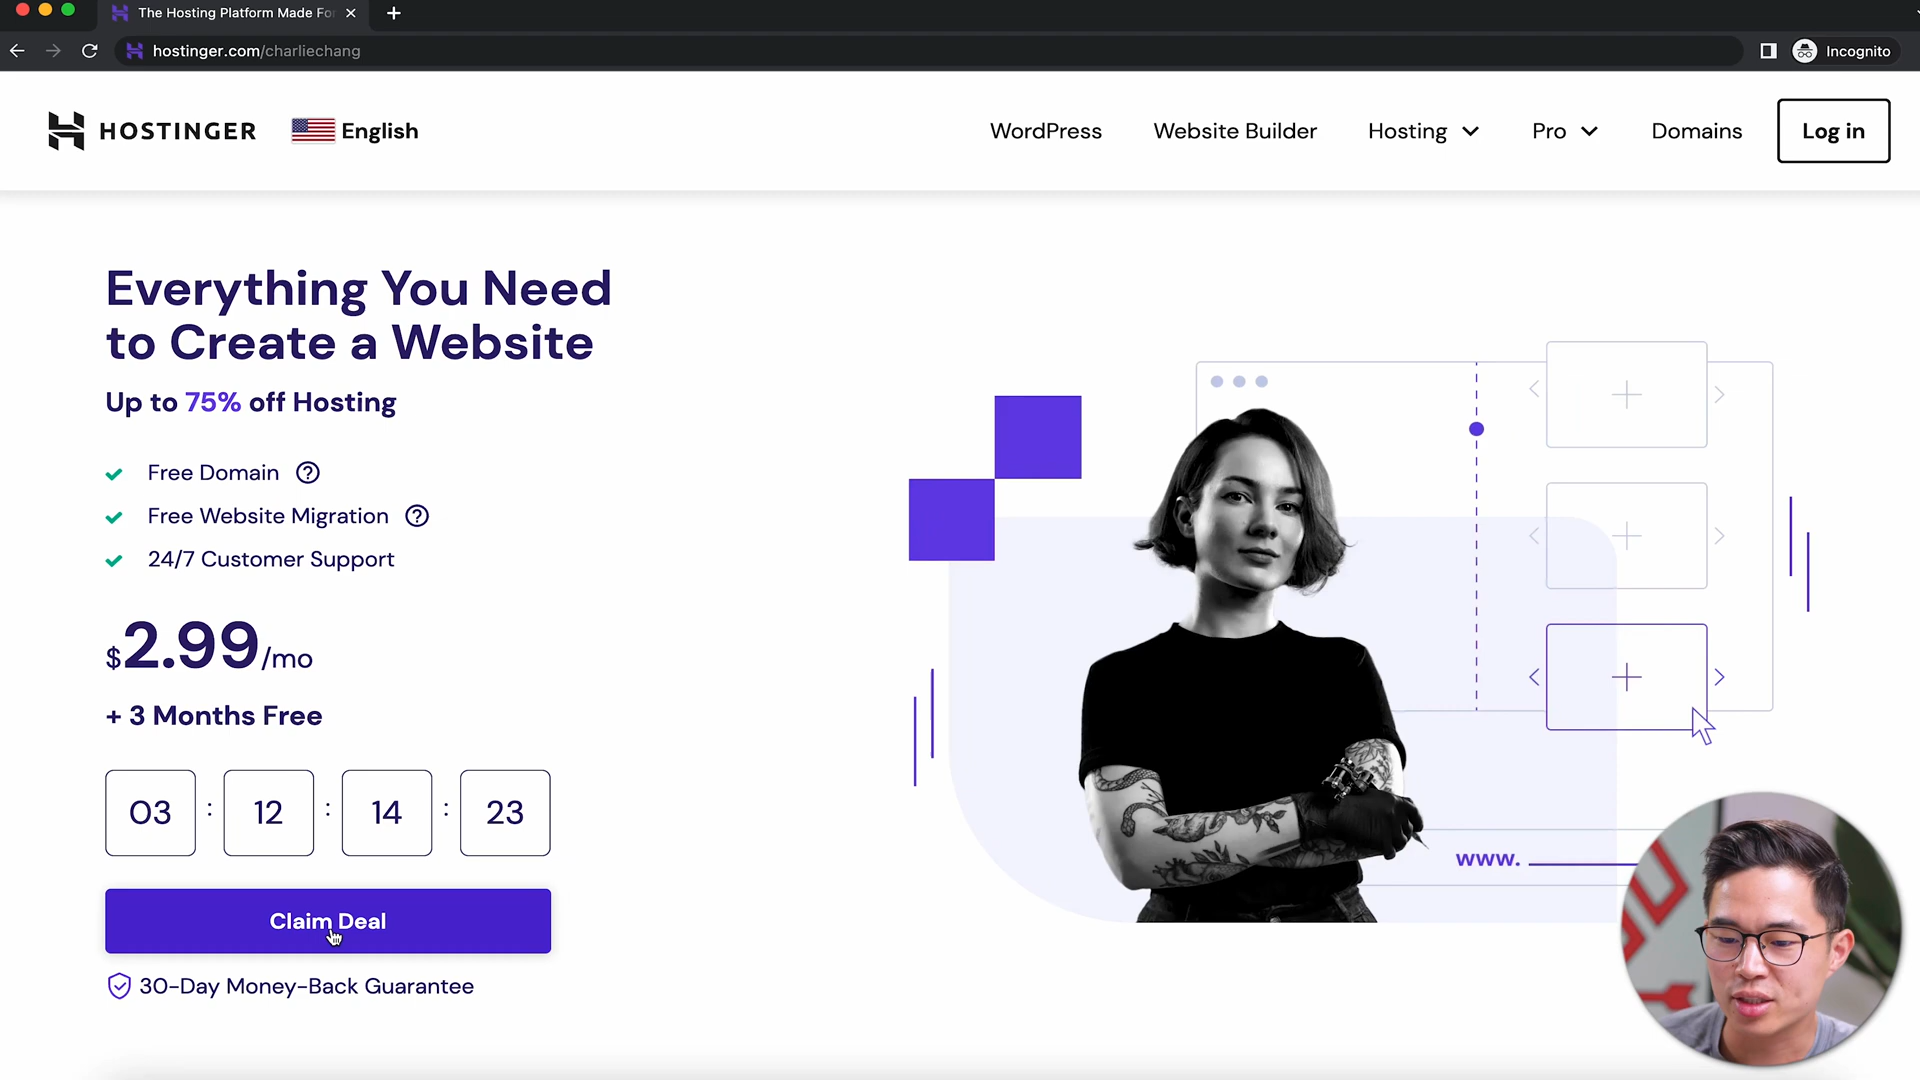 The Hosting Platform Made For
hostinger.com/charliechang
Incognito
HOSTINGER
English
WordPress
Website Builder
Hosting
Pro
Domains
Log in
Everything You Need
to Create a Website
Up to 75% off Hosting
Free Domain
Free Website Migration
24/7 Customer Support
$2.99/mo
+ 3 Months Free
03 : 12 : 14 : 23
Claim Deal
30-Day Money-Back Guarantee
www.